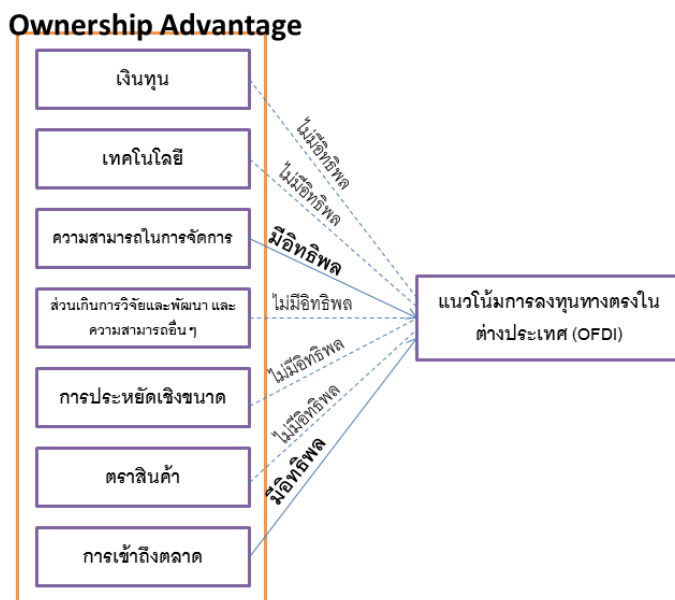 Ownership Advantage
เงินทุน
ไม่มีอิทธิพล
เทคโนโลยี
ไม่มีอิทธิพล
ความสามารถในการจัดการ
มีอิทธิพล
ส่วนเกินการวิจัยและพัฒนา และ
ความสามารถอื่น ๆ
ไม่มีอิทธิพล
แนวโน้มการลงทุนทางตรงใน
ต่างประเทศ (OFDI)
การประหยัดเชิงขนาด
ไม่มีอิทธิพล
ตราสินค้า
ไม่มีอิทธิพล
การเข้าถึงตลาด
มีอิทธิพล